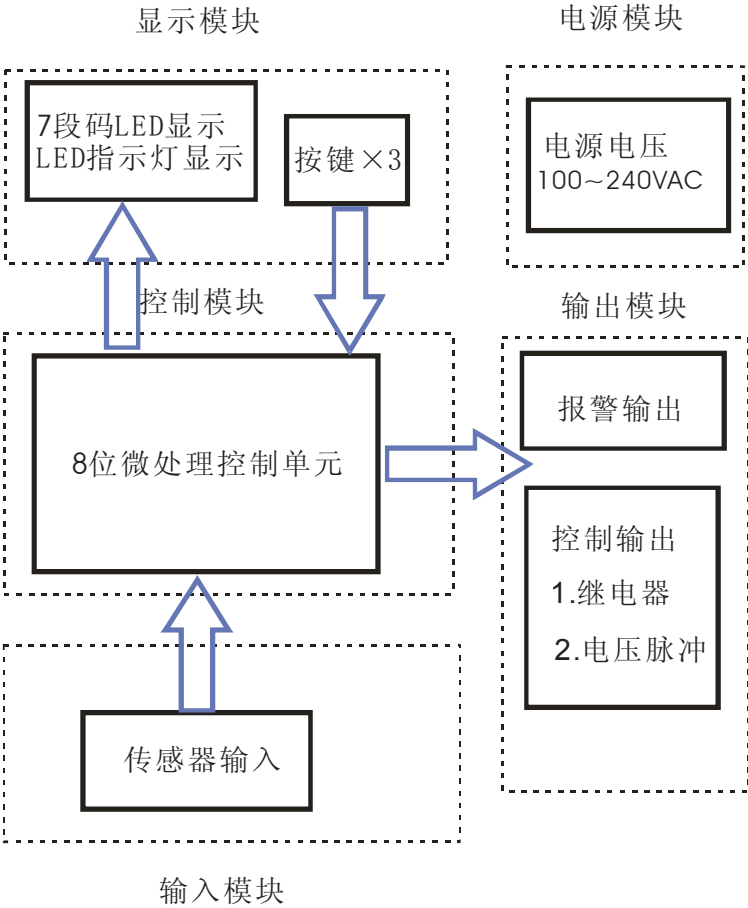 显示模块
7段码LED显示
LED指示灯显示
按键×3
电源模块
电源电压
100~240VAC
控制模块
8位微处理控制单元
输出模块
报警输出
控制输出
1.继电器
2.电压脉冲
传感器输入
输入模块